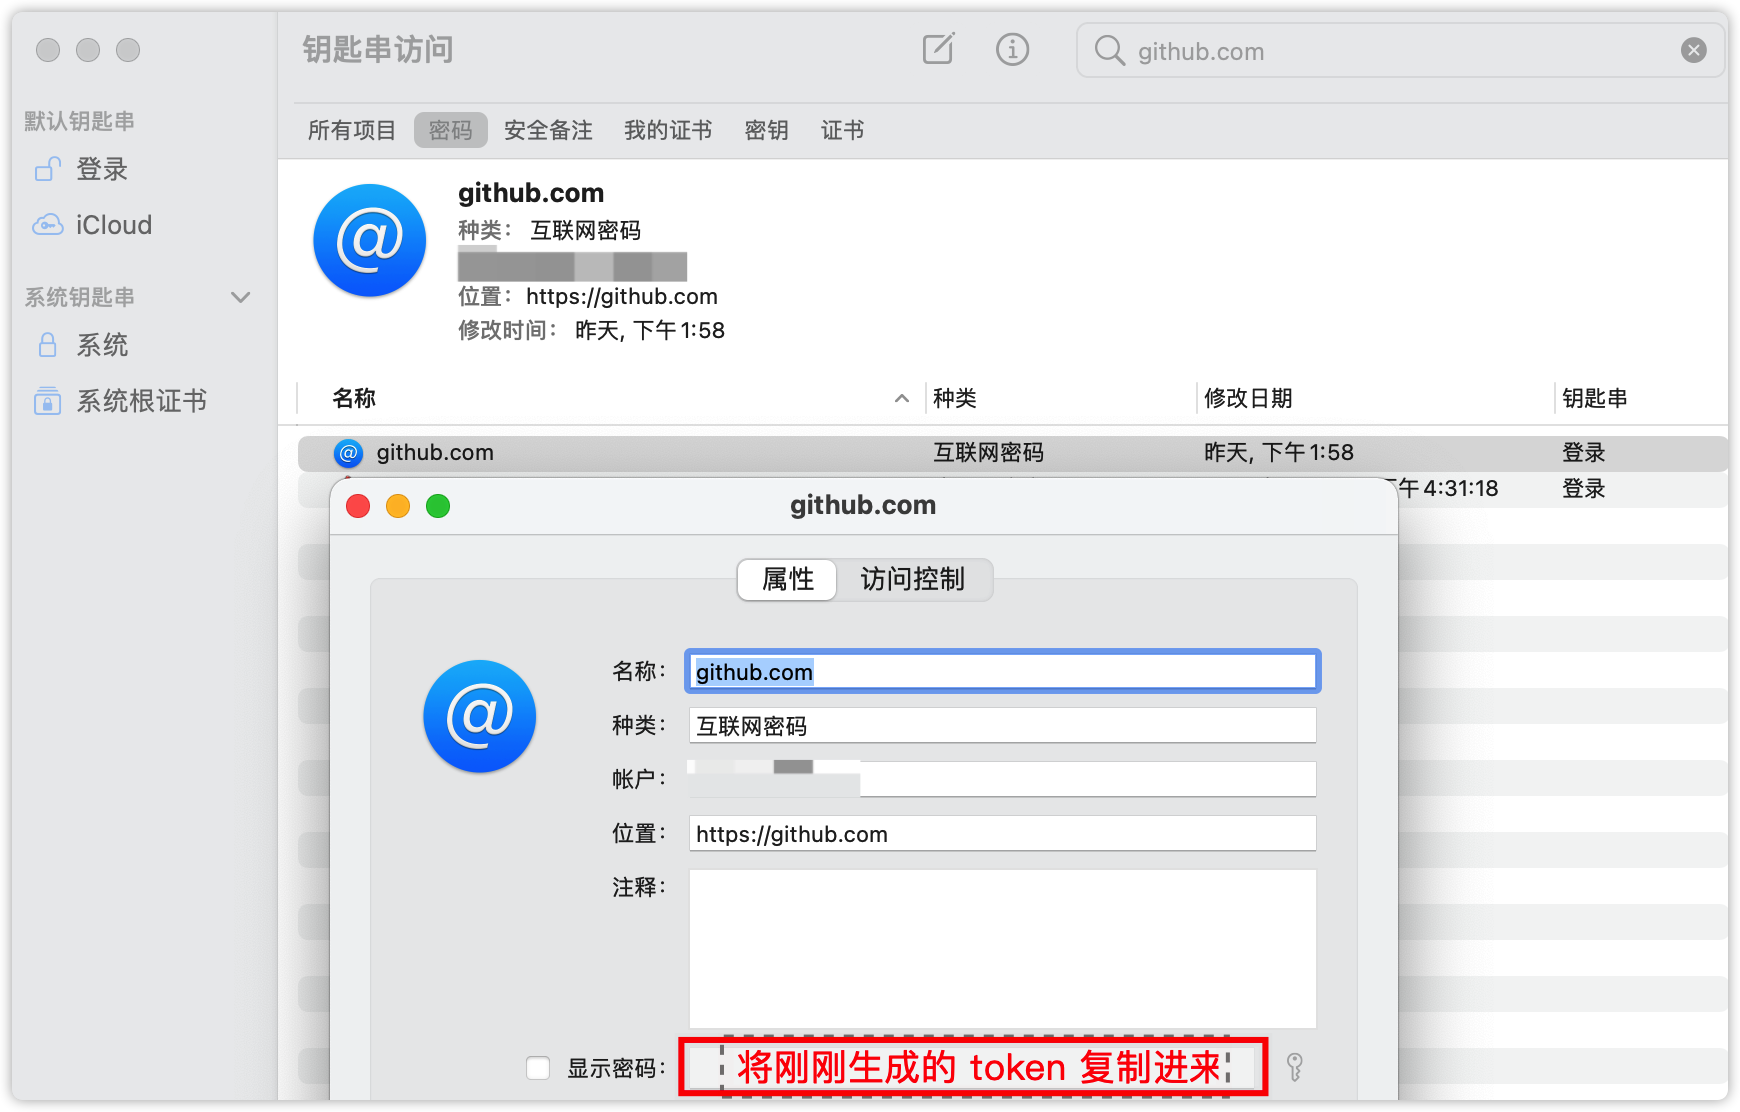 钥匙串访问
github.com
默认钥匙串
登录
iCloud
系统钥匙串
系统
系统根证书
所有项目 密码 安全备注 我的证书 密钥 证书
github.com
种类： 互联网密码
位置： https://github.com
修改时间： 昨天, 下午1:58
名称 种类 修改日期 钥匙串
github.com 互联网密码 昨天, 下午1:58 登录
午4:31:18 登录
github.com
属性 访问控制
名称： github.com
种类： 互联网密码
帐户：
位置： https://github.com
注释：
显示密码： 将刚刚生成的 token 复制进来